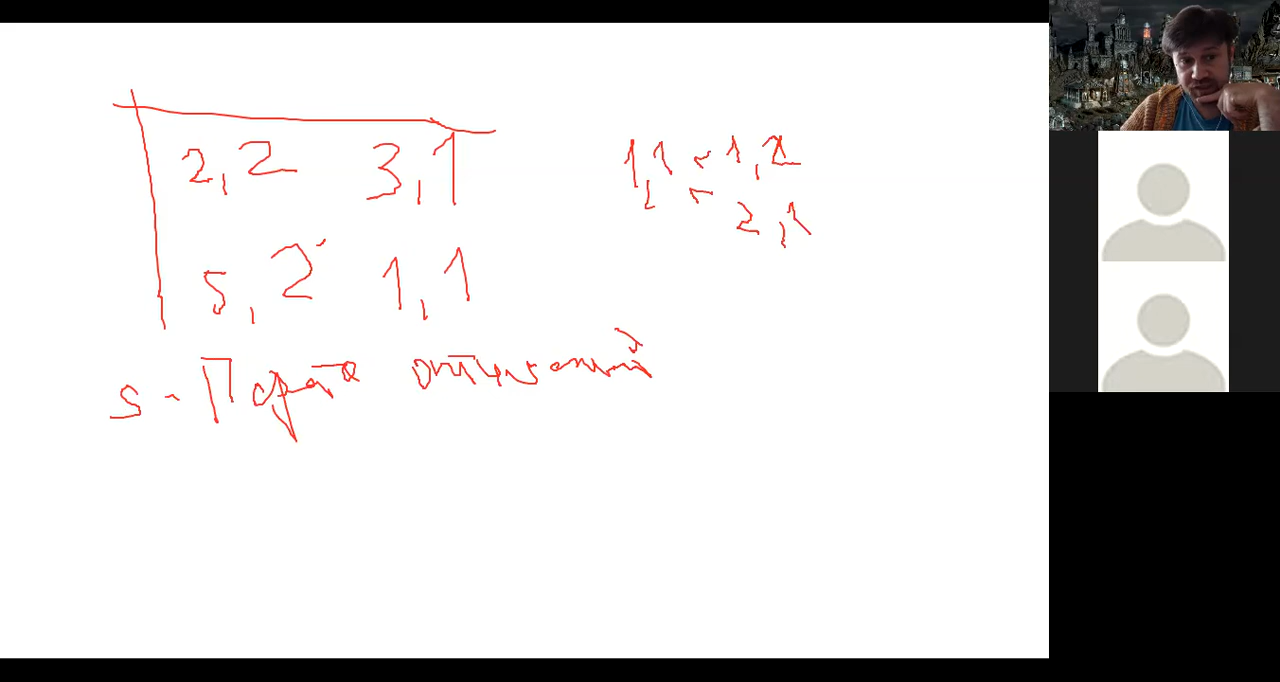 2, 2 3, 1
1, 1 < 1, 2
< 2, 1
5, 2 1, 1
s - Парето оптимальный